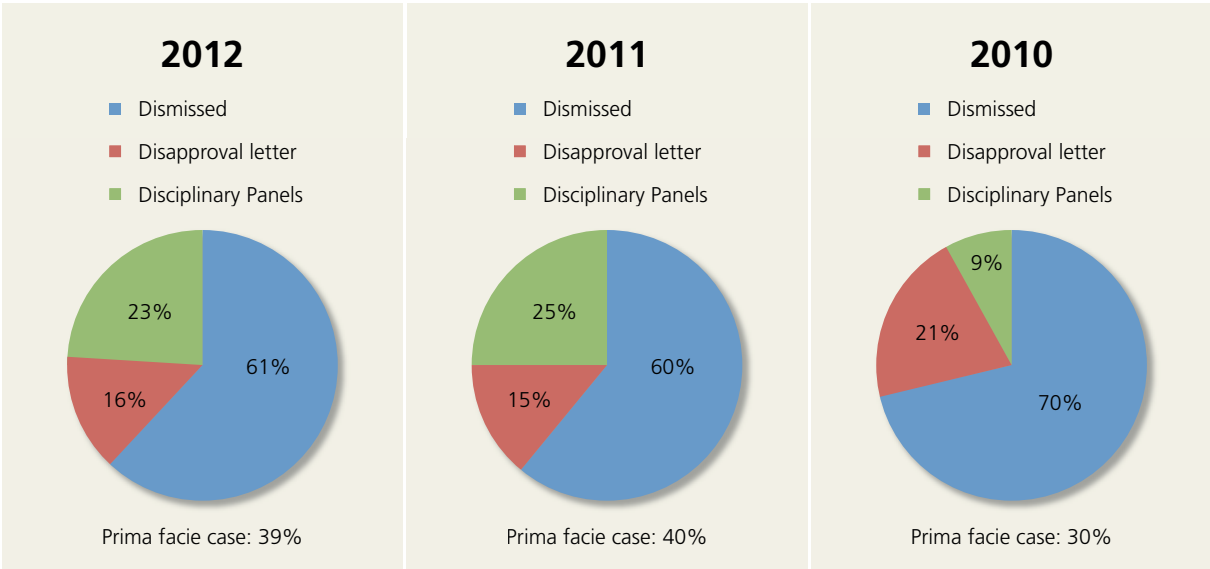 2012
Dismissed
Disapproval letter
Disciplinary Panels
23%
61%
16%
Prima facie case: 39%
2011
Dismissed
Disapproval letter
Disciplinary Panels
25%
60%
15%
Prima facie case: 40%
2010
Dismissed
Disapproval letter
Disciplinary Panels
9%
21%
70%
Prima facie case: 30%